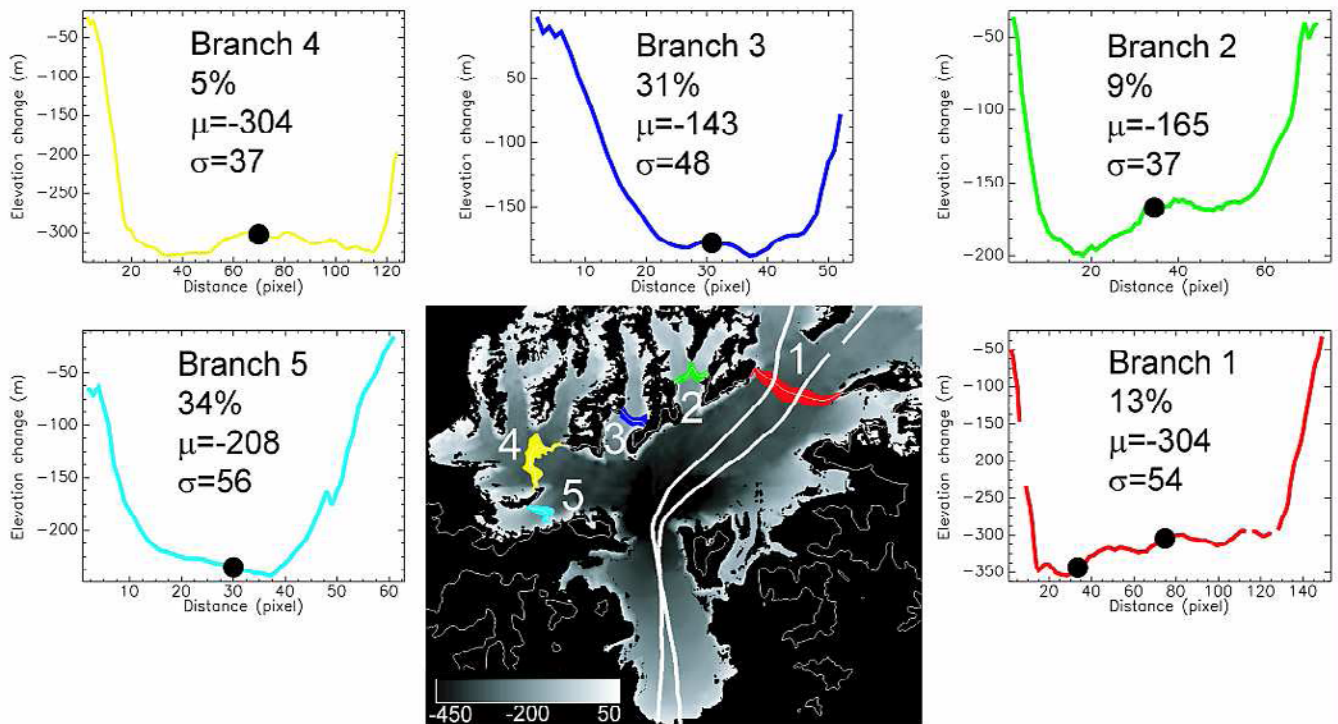 Branch 4
5%
μ=-304
σ=37
Elevation change (m)
-50
-100
-150
-200
-250
-300
20 40 60 80 100 120
Distance (pixel)
Branch 3
31%
μ=-143
σ=48
Elevation change (m)
-50
-100
-150
10 20 30 40 50
Distance (pixel)
Branch 2
9%
μ=-165
σ=37
Elevation change (m)
-50
-100
-150
-200
20 40 60
Distance (pixel)
Branch 5
34%
μ=-208
σ=56
Elevation change (m)
-50
-100
-150
-200
10 20 30 40 50 60
Distance (pixel)
1
2
3
4
5
-450 -200 50
Branch 1
13%
μ=-304
σ=54
Elevation change (m)
-50
-100
-150
-200
-250
-300
-350
20 40 60 80 100 120 140
Distance (pixel)